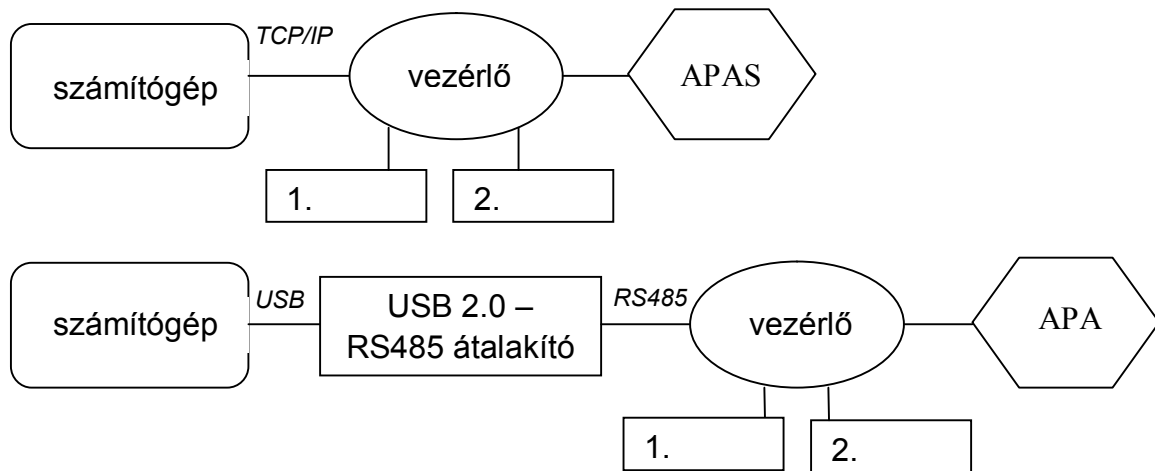 TCP/IP
számítógép
vezérlő
APAS
1.
2.
számítógép
USB
USB 2.0 –
RS485 átalakító
RS485
vezérlő
APA
1.
2.